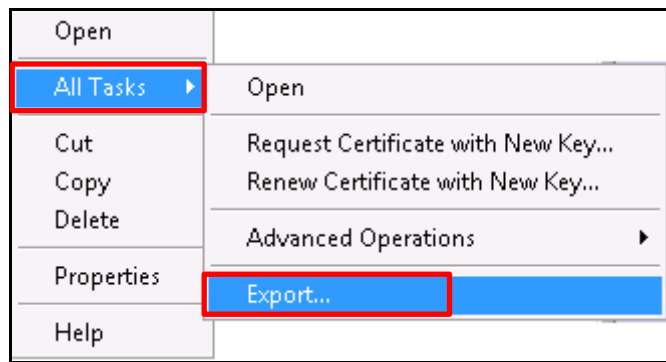 Open
All Tasks
Cut
Copy
Delete
Properties
Help
Open
Request Certificate with New Key...
Renew Certificate with New Key...
Advanced Operations
Export...